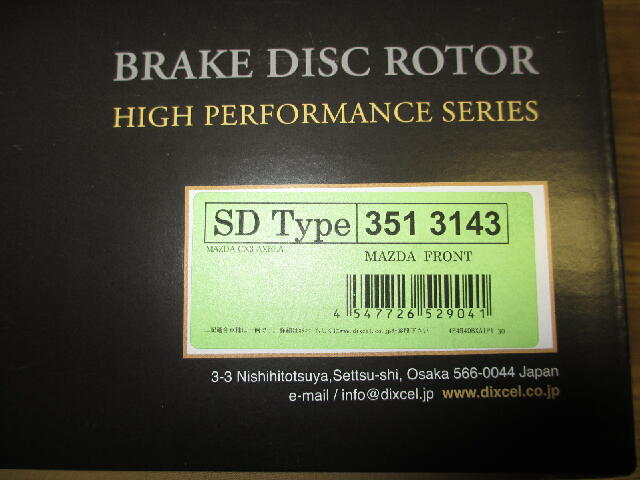 BRAKE DISC ROTOR
HIGH PERFORMANCE SERIES
SD Type 351 3143
MAZDA CX3 AXELA
MAZDA FRONT
4 547726 529041
3-3 Nishihitotsuya,Settsu-shi, Osaka 566-0044 Japan
e-mail / info@dixcel.jp www.dixcel.co.jp